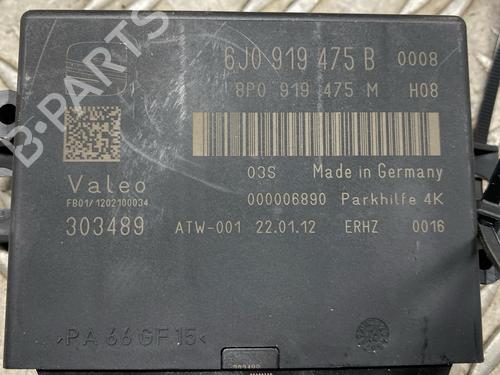 6J0 919 475 B 0008
8P0 919 475 M H08
03S Made in Germany
Valeo
FB01/1202100034
000006890 Parkhilfe 4K
303489 ATW-001 22.01.12 ERHZ 0016
>PA 66 GF 15<
B-PARTS